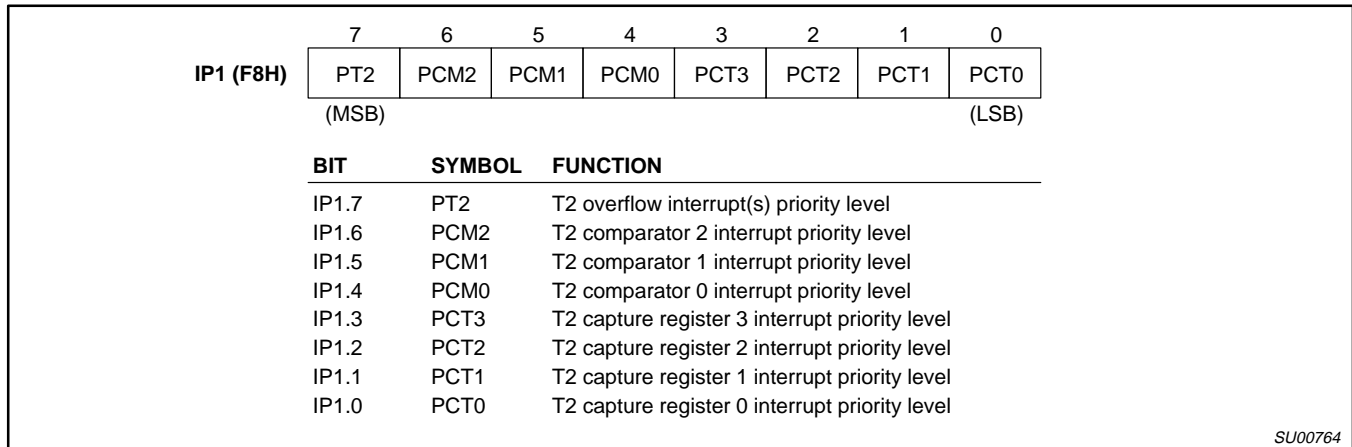 7 6 5 4 3 2 1 0
IP1 (F8H) PT2 PCM2 PCM1 PCM0 PCT3 PCT2 PCT1 PCT0
(MSB) (LSB)
BIT SYMBOL FUNCTION
IP1.7 PT2 T2 overflow interrupt(s) priority level
IP1.6 PCM2 T2 comparator 2 interrupt priority level
IP1.5 PCM1 T2 comparator 1 interrupt priority level
IP1.4 PCM0 T2 comparator 0 interrupt priority level
IP1.3 PCT3 T2 capture register 3 interrupt priority level
IP1.2 PCT2 T2 capture register 2 interrupt priority level
IP1.1 PCT1 T2 capture register 1 interrupt priority level
IP1.0 PCT0 T2 capture register 0 interrupt priority level
SU00764